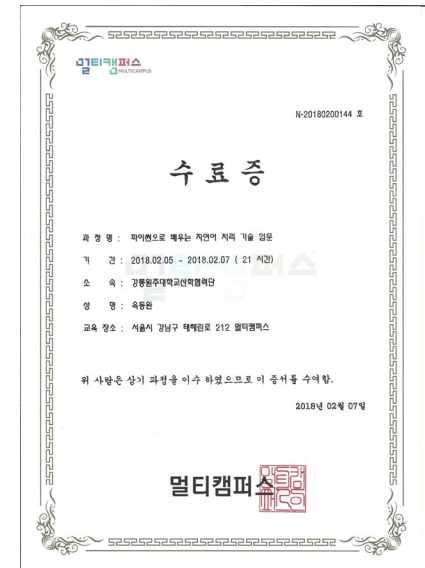 멀티캠퍼스
MULTICAMPUS
N-20180200144 호
수 료 증
과 정 명 : 파이썬으로 배우는 자연어 처리 기술 입문
기 간 : 2018.02.05 - 2018.02.07 ( 21 시간)
소 속 : 강릉원주대학교산학협력단
성 명 : 옥동완
교육 장소 : 서울시 강남구 테헤란로 212 멀티캠퍼스
위 사람은 상기 과정을 이수 하였으므로 이 증서를 수여함.
2018년 02월 07일
멀티캠퍼스